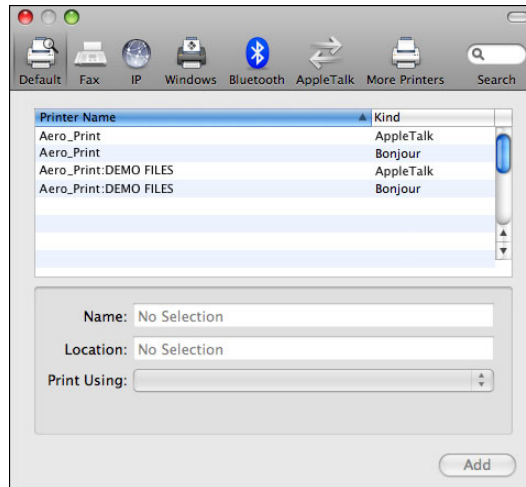 Default Fax IP Windows Bluetooth AppleTalk More Printers Search
Printer Name Kind
Aero_Print AppleTalk
Aero_Print Bonjour
Aero_Print:DEMO FILES AppleTalk
Aero_Print:DEMO FILES Bonjour
Name: No Selection
Location: No Selection
Print Using:
Add